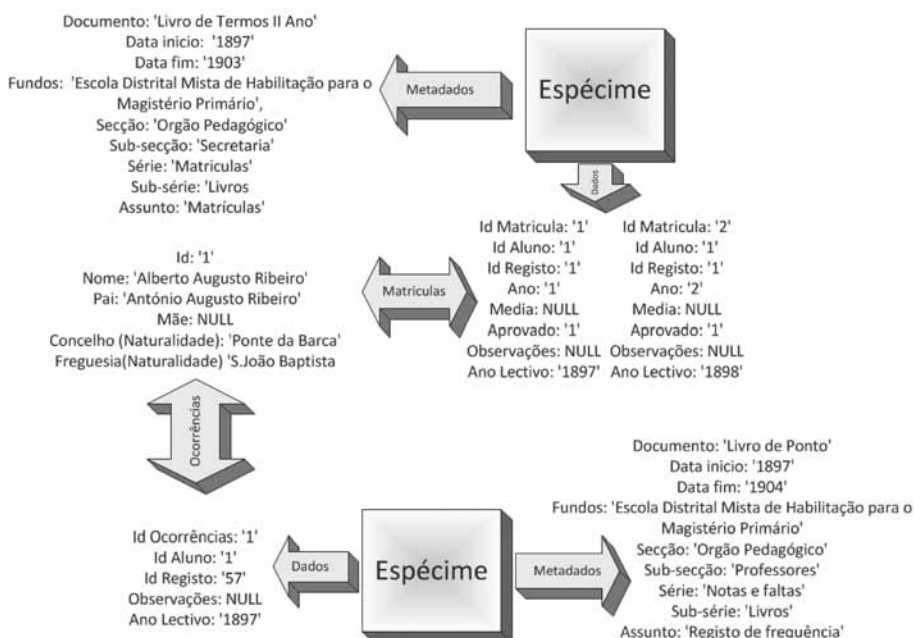 Documento: 'Livro de Termos II Ano'
Data inicio: '1897'
Data fim: '1903'
Fundos: 'Escola Distrital Mista de Habilitação para o
Magistério Primário',
Secção: 'Orgão Pedagógico'
Sub-secção: 'Secretaria'
Série: 'Matriculas'
Sub-série: 'Livros
Assunto: 'Matrículas'
Metadados
Espécime
Dados
Id Matricula: '1'
Id Aluno: '1'
Id Registo: '1'
Ano: '1'
Media: NULL
Aprovado: '1'
Observações: NULL
Ano Lectivo: '1897'
Id Matricula: '2'
Id Aluno: '1'
Id Registo: '1'
Ano: '2'
Media: NULL
Aprovado: '1'
Observações: NULL
Ano Lectivo: '1898'
Matriculas
Id: '1'
Nome: 'Alberto Augusto Ribeiro'
Pai: 'António Augusto Ribeiro'
Mãe: NULL
Concelho (Naturalidade): 'Ponte da Barca'
Freguesia(Naturalidade) 'S.João Baptista
Ocorrências
Id Ocorrências: '1'
Id Aluno: '1'
Id Registo: '57'
Observações: NULL
Ano Lectivo: '1897'
Dados
Espécime
Metadados
Documento: 'Livro de Ponto'
Data inicio: '1897'
Data fim: '1904'
Fundos: 'Escola Distrital Mista de Habilitação para o
Magistério Primário'
Secção: 'Orgão Pedagógico'
Sub-secção: 'Professores'
Série: 'Notas e faltas'
Sub-série: 'Livros'
Assunto: 'Registo de frequência'